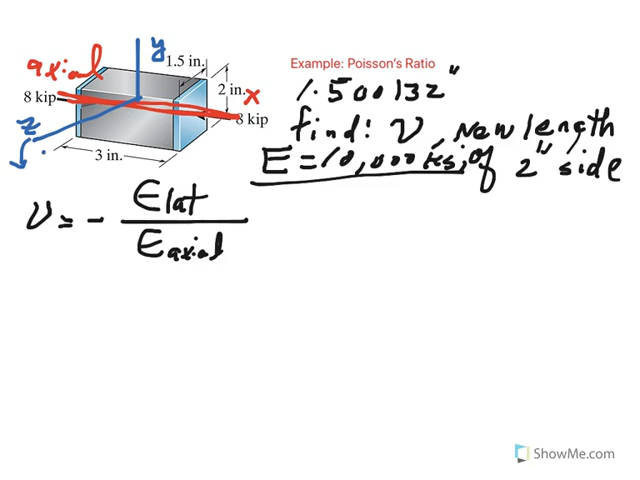 axial
y
1.5 in.
Example: Poisson's Ratio
8 kip
2 in.
x
8 kip
z
3 in.
1.500132"
find: ν, new length
E = 10,000 ksi, of 2" side
ν = - ϵlat
ϵaxial
ShowMe.com